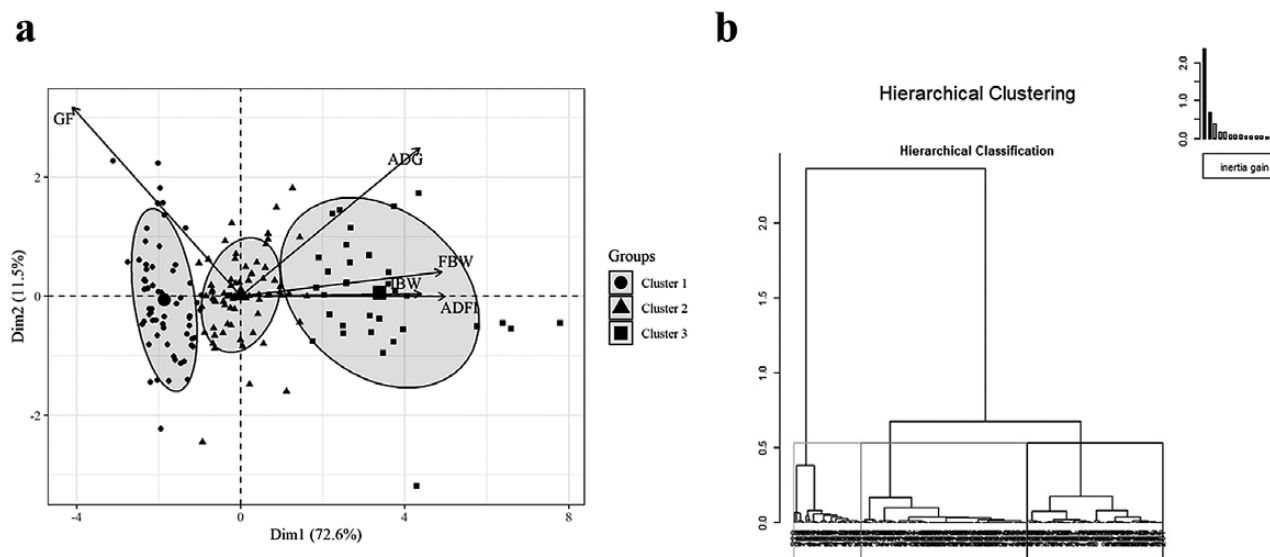 a
GF
ADG
FBW
IBW
ADFI
2
0
-2
-4
0
4
8
Dim2 (11.5%)
Dim1 (72.6%)
Groups
Cluster 1
Cluster 2
Cluster 3
b
Hierarchical Clustering
2.0
1.0
0.0
inertia gain
Hierarchical Classification
2.5
2.0
1.5
1.0
0.5
0.0